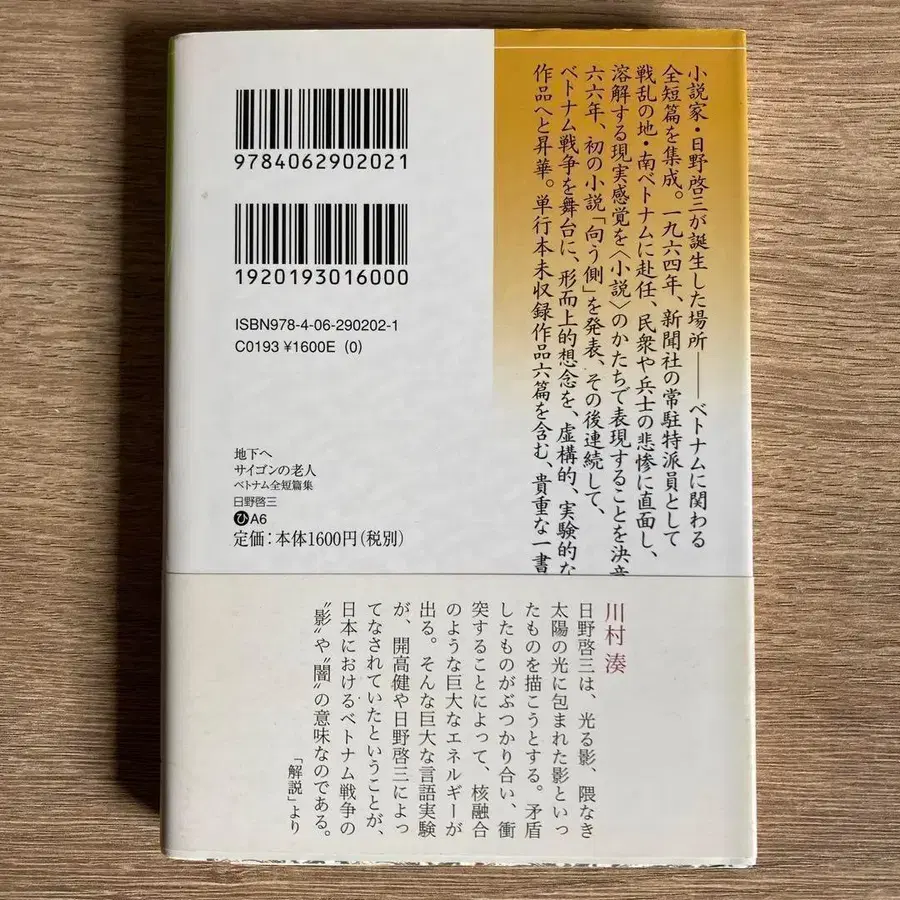 小説家・日野啓三が誕生した場所――ベトナムに関わる
全短篇を集成。一九六四年、新聞社の常駐特派員として
戦乱の地・南ベトナムに赴任、民衆や兵士の悲惨に直面し、
溶解する現実感覚を〈小説〉のかたちで表現することを決意
六六年、初の小説「向う側」を発表、その後連続して、
ベトナム戦争を舞台に、形而上的想念を、虚構的、実験的な
作品へと昇華。単行本未収録作品六篇を含む、貴重な一書
9784062902021
1920193016000
ISBN978-4-06-290202-1
C0193 ¥1600E (0)
地下へ
サイゴンの老人
ベトナム全短篇集
日野啓三
ひA6
定価:本体1600円(税別)
川村 湊
日野啓三は、光る影、隈なき
太陽の光に包まれた影といっ
たものを描こうとする。矛盾
したものがぶつかり合い、衝
突することによって、核融合
のような巨大なエネルギーが
出る。そんな巨大な言語実験
が、開高健や日野啓三によっ
てなされていたということが、
日本におけるベトナム戦争の
〝影〟や〝闇〟の意味なのである。
「解説」より